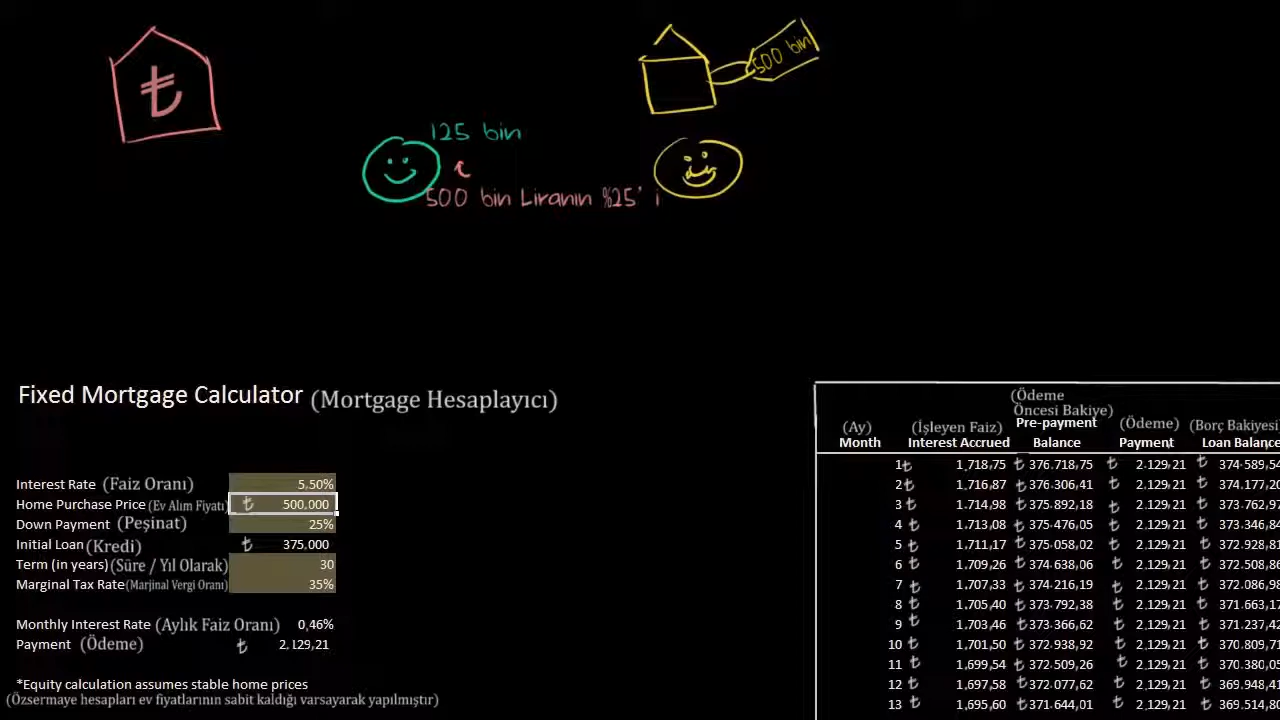 ₺
500 bin
125 bin
500 bin Liranın %25' i
Fixed Mortgage Calculator (Mortgage Hesaplayıcı)
Interest Rate (Faiz Oranı) 5,50%
Home Purchase Price (Ev Alım Fiyatı) ₺ 500,000
Down Payment (Peşinat) 25%
Initial Loan (Kredi) ₺ 375,000
Term (in years) (Süre / Yıl Olarak) 30
Marginal Tax Rate (Marjinal Vergi Oranı) 35%
Monthly Interest Rate (Aylık Faiz Oranı) 0,46%
Payment (Ödeme) ₺ 2,129,21
*Equity calculation assumes stable home prices
(Özsermaye hesapları ev fiyatlarının sabit kaldığı varsayarak yapılmıştır)
(Ay) (İşleyen Faiz) (Ödeme Öncesi Bakiye) (Ödeme) (Borç Bakiyesi
Month Interest Accrued Pre-payment Balance Payment Loan Balance
1 ₺ 1,718,75 ₺ 376.718,75 ₺ 2.129,21 ₺ 374.589,54
2 ₺ 1,716,87 ₺ 376.306,41 ₺ 2.129,21 ₺ 374.177,20
3 ₺ 1,714,98 ₺ 375.892,18 ₺ 2.129,21 ₺ 373.762,97
4 ₺ 1,713,08 ₺ 375.476,05 ₺ 2.129,21 ₺ 373.346,84
5 ₺ 1,711,17 ₺ 375.058,02 ₺ 2.129,21 ₺ 372.928,81
6 ₺ 1,709,26 ₺ 374.638,06 ₺ 2.129,21 ₺ 372.508,86
7 ₺ 1,707,33 ₺ 374.216,19 ₺ 2.129,21 ₺ 372.086,98
8 ₺ 1,705,40 ₺ 373.792,38 ₺ 2.129,21 ₺ 371.663,17
9 ₺ 1,703,46 ₺ 373.366,62 ₺ 2.129,21 ₺ 371.237,42
10 ₺ 1,701,50 ₺ 372.938,92 ₺ 2.129,21 ₺ 370.809,71
11 ₺ 1,699,54 ₺ 372.509,26 ₺ 2.129,21 ₺ 370.380,05
12 ₺ 1,697,58 ₺ 372.077,62 ₺ 2.129,21 ₺ 369.948,41
13 ₺ 1,695,60 ₺ 371.644,01 ₺ 2.129,21 ₺ 369.514,80